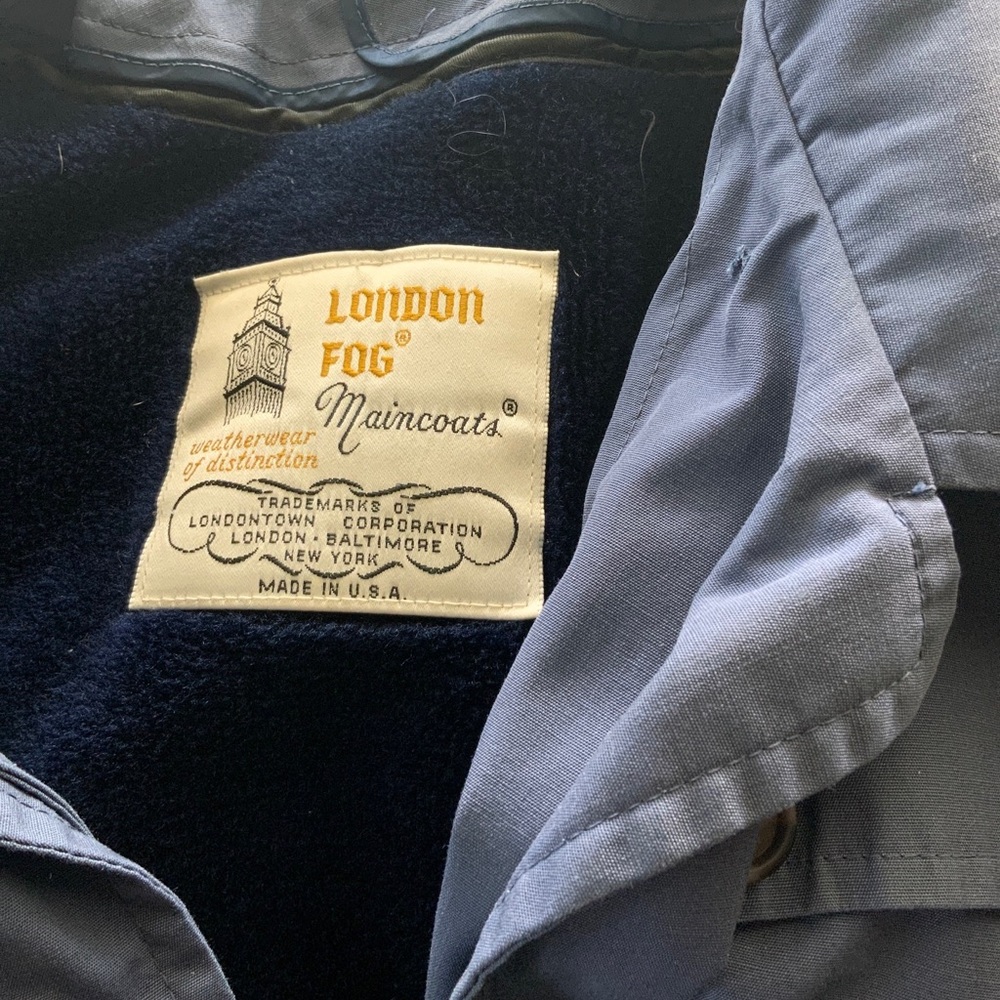 LONDON
FOG®
Maincoats®
weatherwear
of distinction
TRADEMARKS OF
LONDONTOWN CORPORATION
LONDON · BALTIMORE
NEW YORK
MADE IN U.S.A.